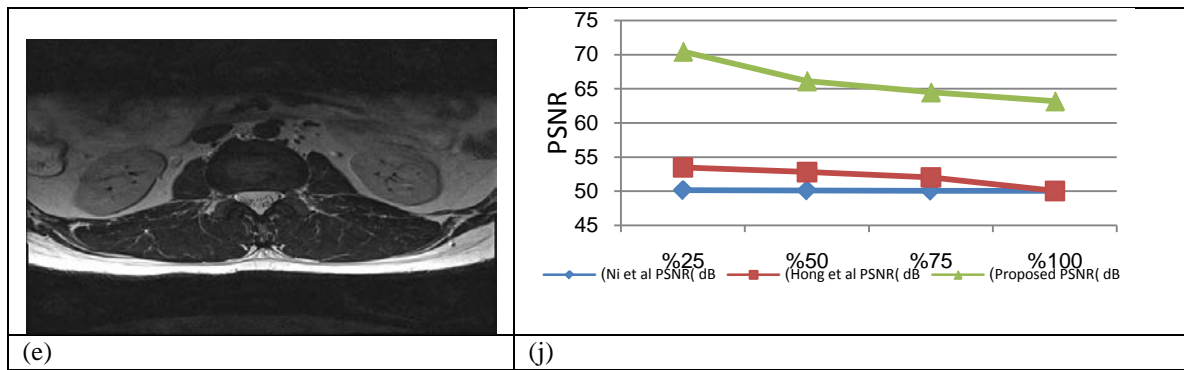 75
70
65
60
55
50
45
PSNR
%25 %50 %75 %100
(Ni et al PSNR( dB (Hong et al PSNR( dB (Proposed PSNR( dB
(e) (j)